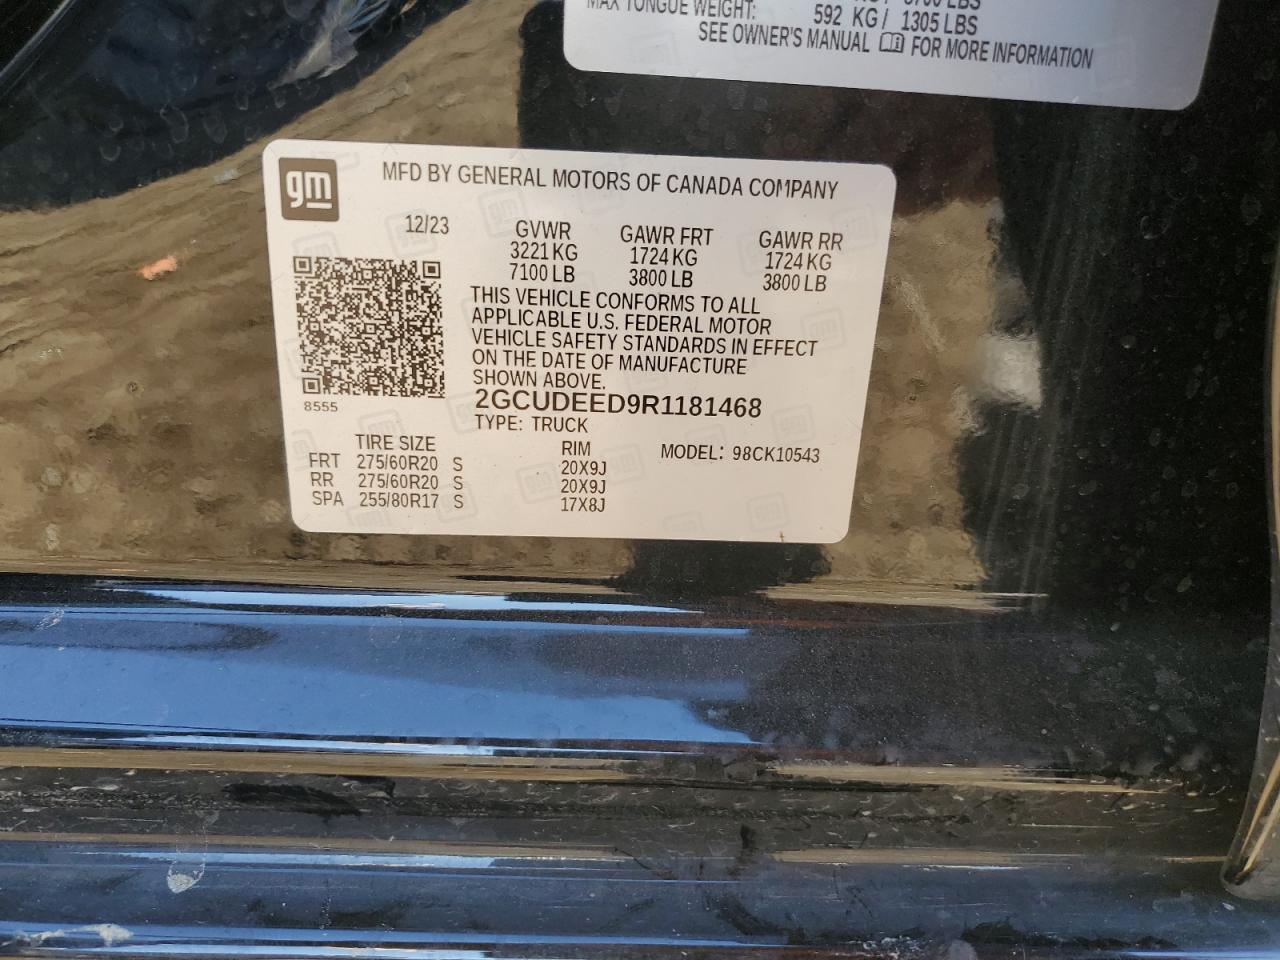 LBS
MAX TONGUE WEIGHT: 592 KG / 1305 LBS
SEE OWNER'S MANUAL FOR MORE INFORMATION
gm
MFD BY GENERAL MOTORS OF CANADA COMPANY
12/23 GVWR GAWR FRT GAWR RR
3221 KG 1724 KG 1724 KG
7100 LB 3800 LB 3800 LB
THIS VEHICLE CONFORMS TO ALL
APPLICABLE U.S. FEDERAL MOTOR
VEHICLE SAFETY STANDARDS IN EFFECT
ON THE DATE OF MANUFACTURE
SHOWN ABOVE.
8555
2GCUDEED9R1181468
TYPE: TRUCK
TIRE SIZE RIM MODEL: 98CK10543
FRT 275/60R20 S 20X9J
RR 275/60R20 S 20X9J
SPA 255/80R17 S 17X8J